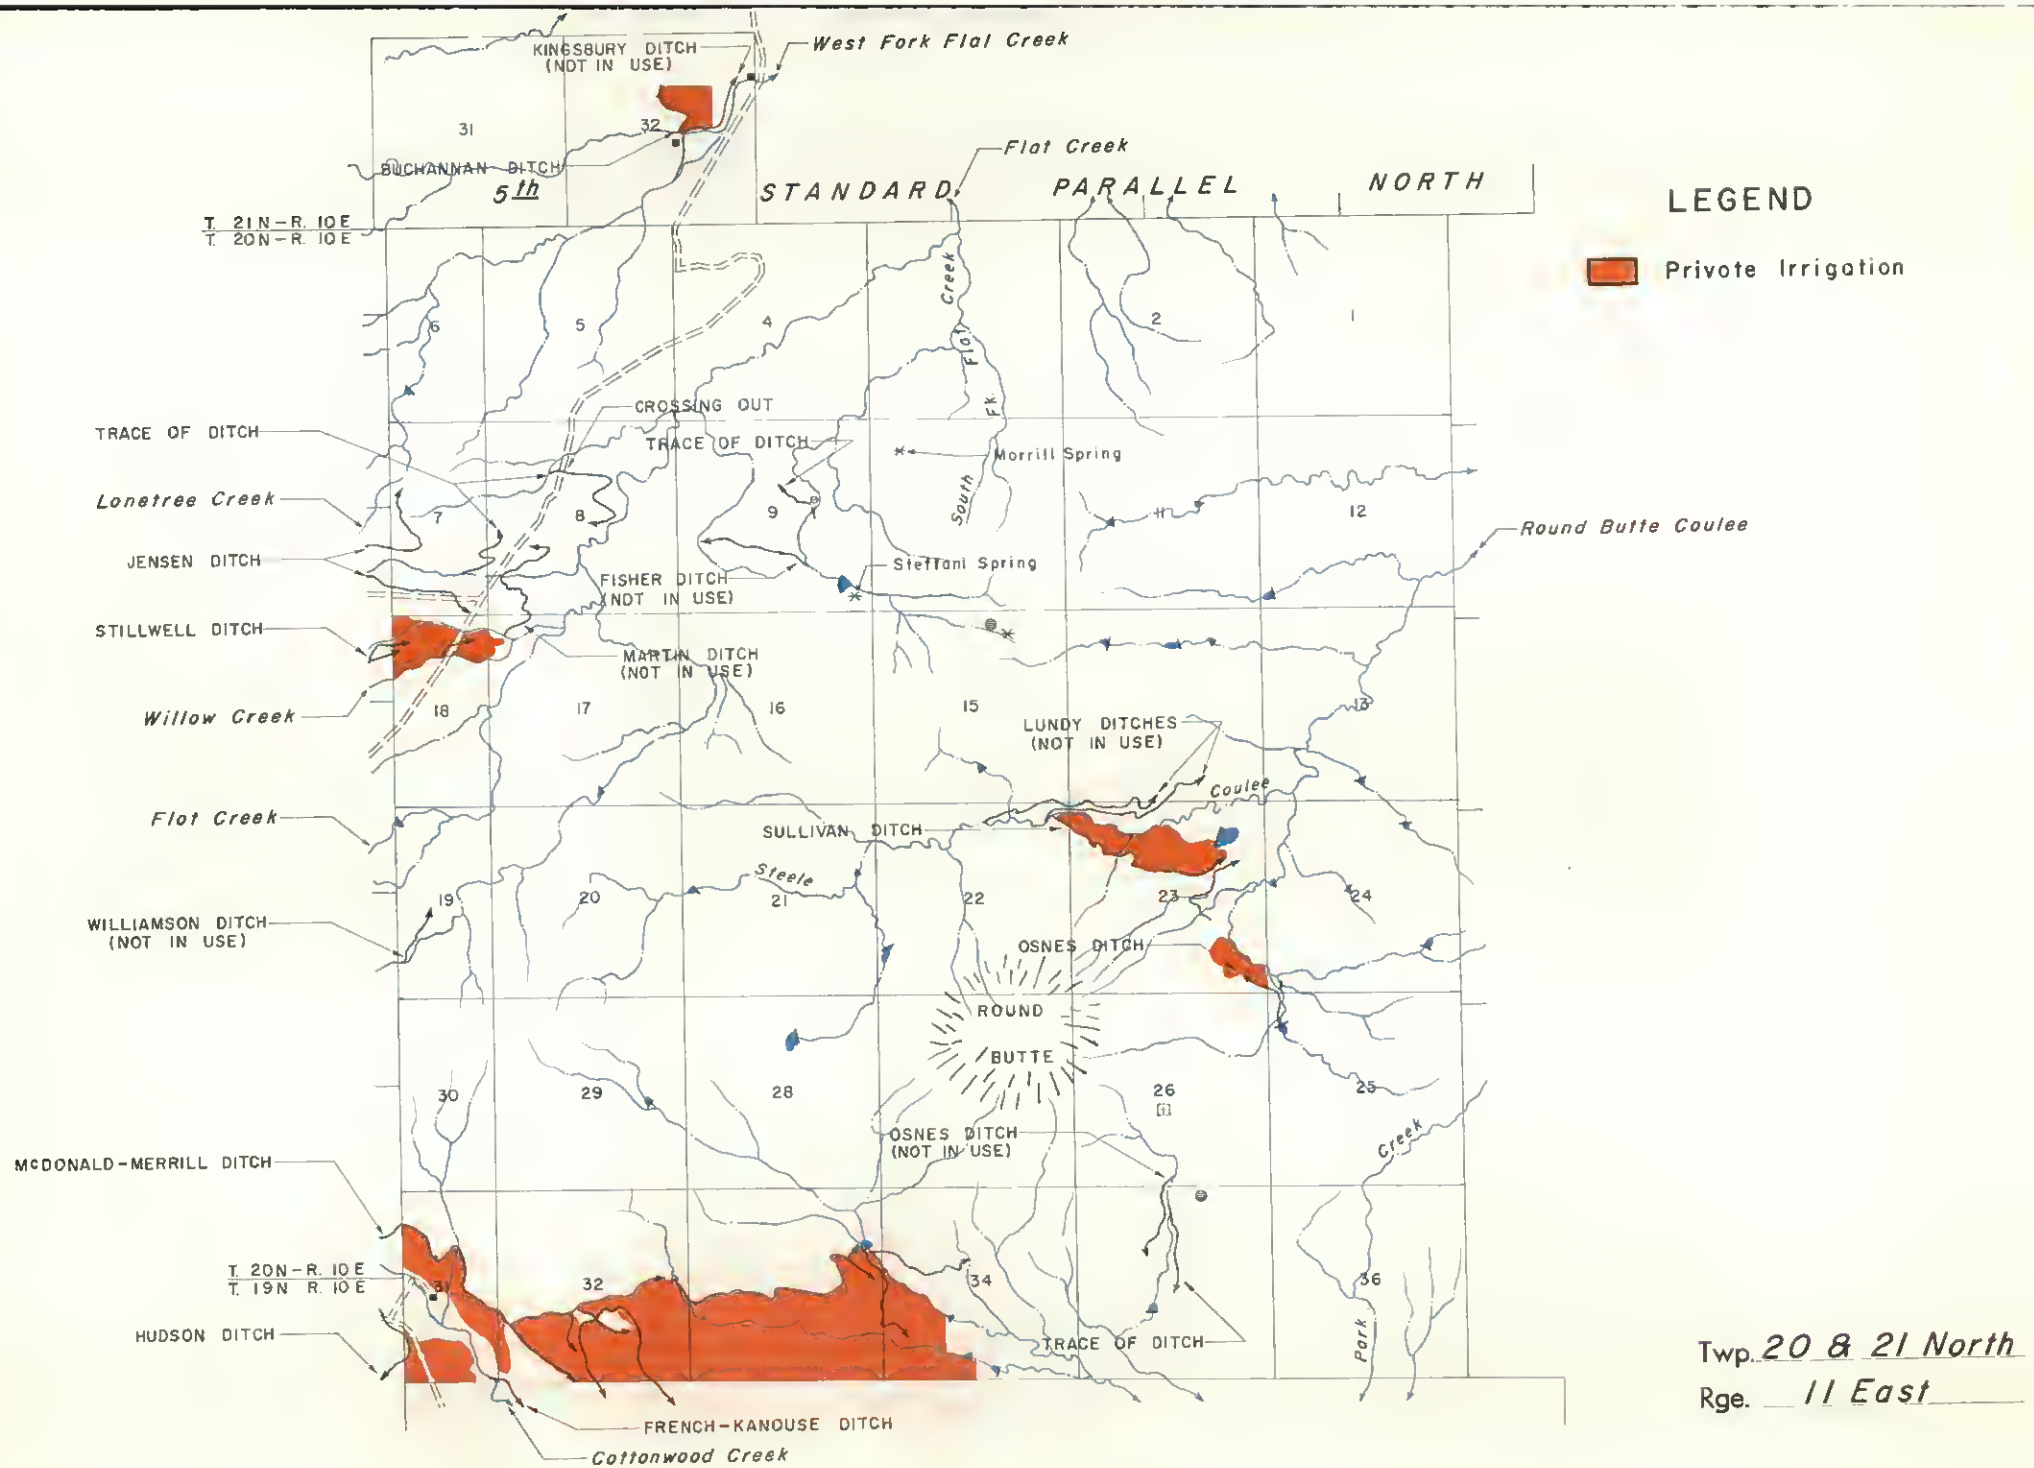 KINGSBURY DITCH
(NOT IN USE)
West Fork Flat Creek
31
32
BUCHANNAN DITCH
Flat Creek
5th STANDARD PARALLEL NORTH
T. 21N-R. 10E
T. 20N-R. 10E
LEGEND
Private Irrigation
6
5
4
2
1
Flat Creek
South Fk.
CROSSING OUT
TRACE OF DITCH
TRACE OF DITCH
Morrill Spring
Lonetree Creek
7
8
9
11
12
Round Butte Coulee
JENSEN DITCH
FISHER DITCH
(NOT IN USE)
Steffani Spring
STILLWELL DITCH
MARTIN DITCH
(NOT IN USE)
Willow Creek
18
17
16
15
13
LUNDY DITCHES
(NOT IN USE)
Coulee
Flat Creek
SULLIVAN DITCH
Steele
19
20
21
22
23
24
WILLIAMSON DITCH
(NOT IN USE)
OSNES DITCH
ROUND
BUTTE
30
29
28
26
25
OSNES DITCH
(NOT IN USE)
Creek
McDONALD-MERRILL DITCH
T. 20N-R. 10E
T. 19N R. 10E
31
32
34
36
HUDSON DITCH
TRACE OF DITCH
Park
Twp. 20 & 21 North
Rge. 11 East
FRENCH-KANOUSE DITCH
Cottonwood Creek